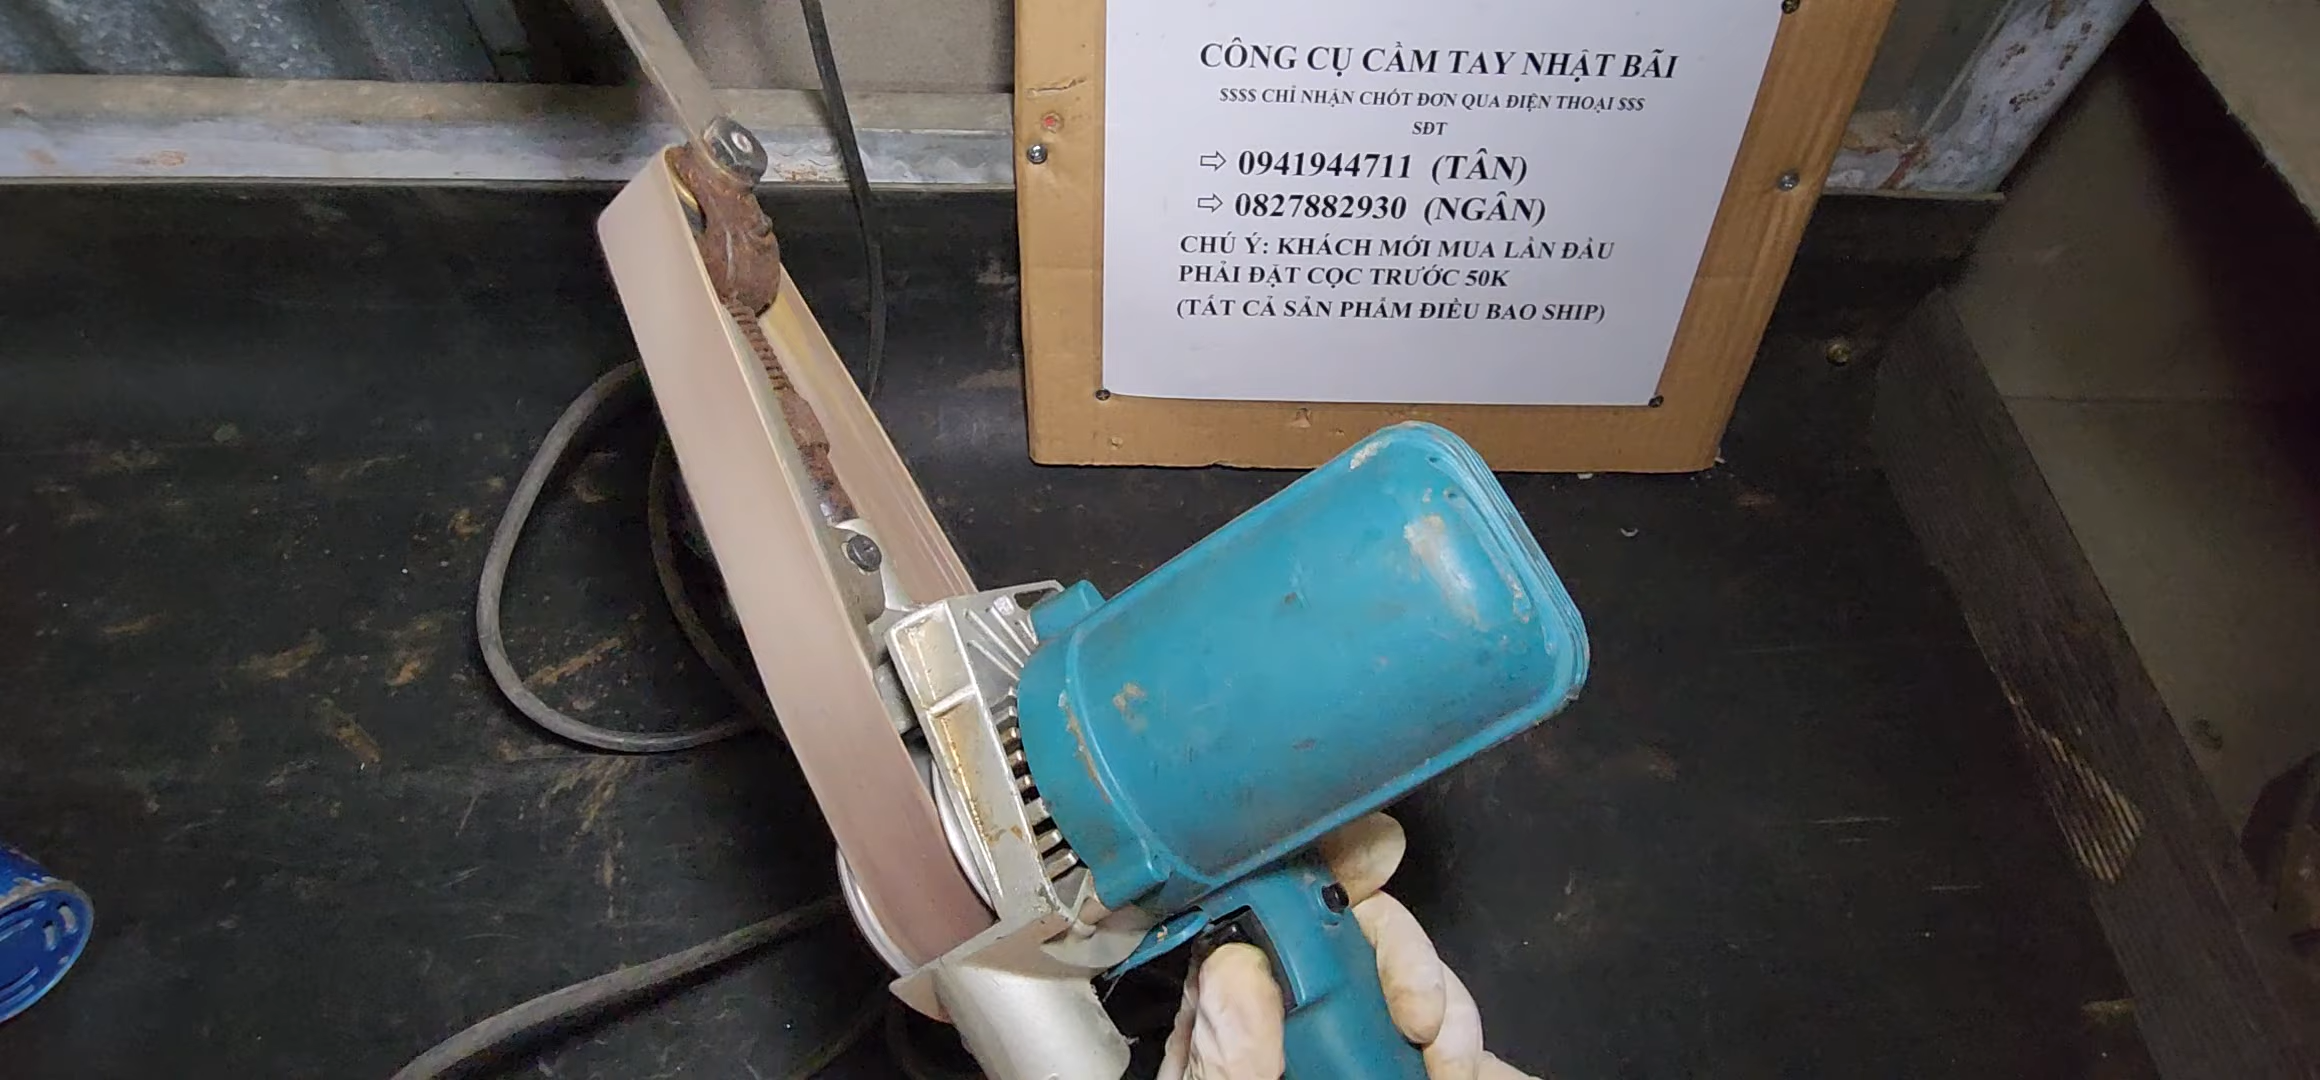 CÔNG CỤ CẦM TAY NHẬT BÃI
$$$$ CHỈ NHẬN CHỐT ĐƠN QUA ĐIỆN THOẠI $$$
SĐT
⇨ 0941944711 (TÂN)
⇨ 0827882930 (NGÂN)
CHÚ Ý: KHÁCH MỚI MUA LẦN ĐẦU
PHẢI ĐẶT CỌC TRƯỚC 50K
(TẤT CẢ SẢN PHẨM ĐIỀU BAO SHIP)